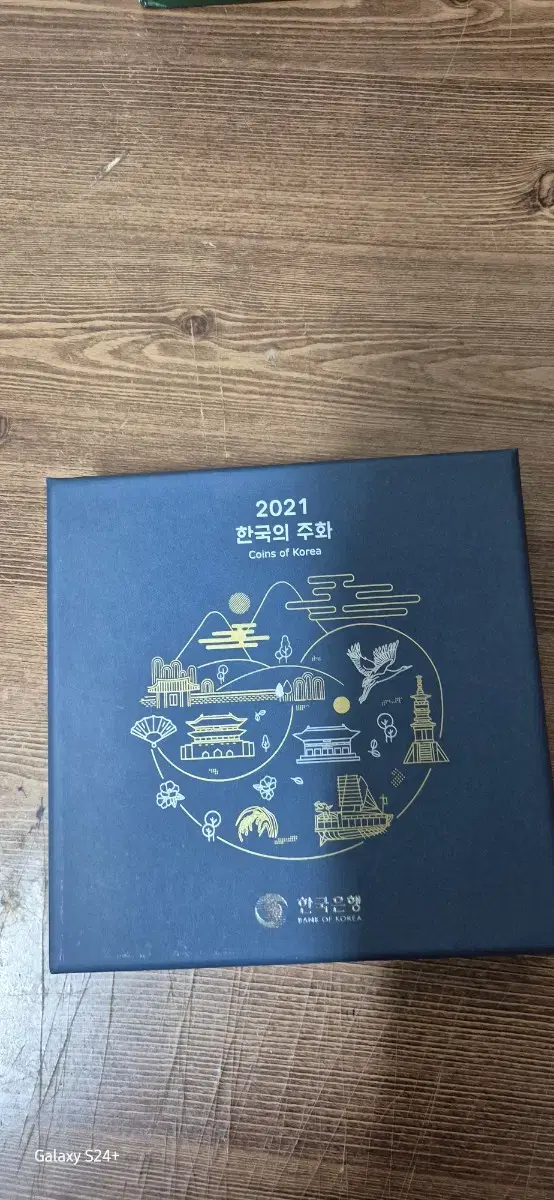 2021
한국의 주화
Coins of Korea
한국은행
BANK OF KOREA
Galaxy S24+